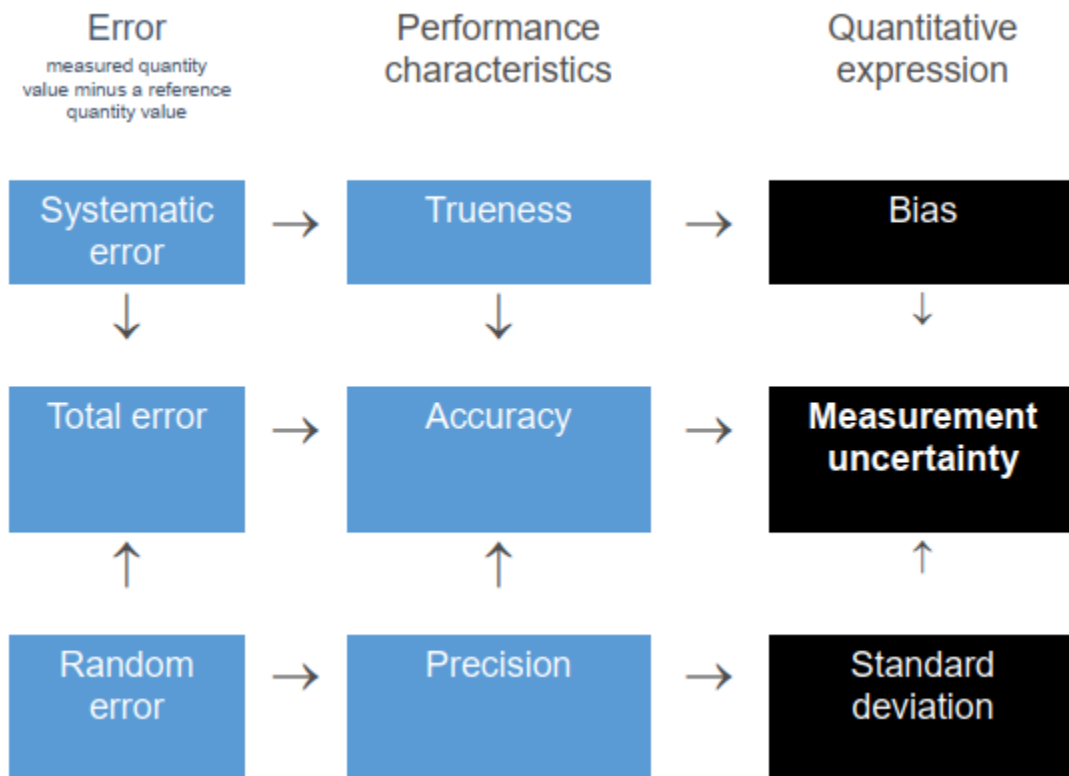 Error
measured quantity
value minus a reference
quantity value
Performance
characteristics
Quantitative
expression
Systematic
error
→
Trueness
→
Bias
↓
↓
↓
Total error
→
Accuracy
→
Measurement
uncertainty
↑
↑
↑
Random
error
→
Precision
→
Standard
deviation